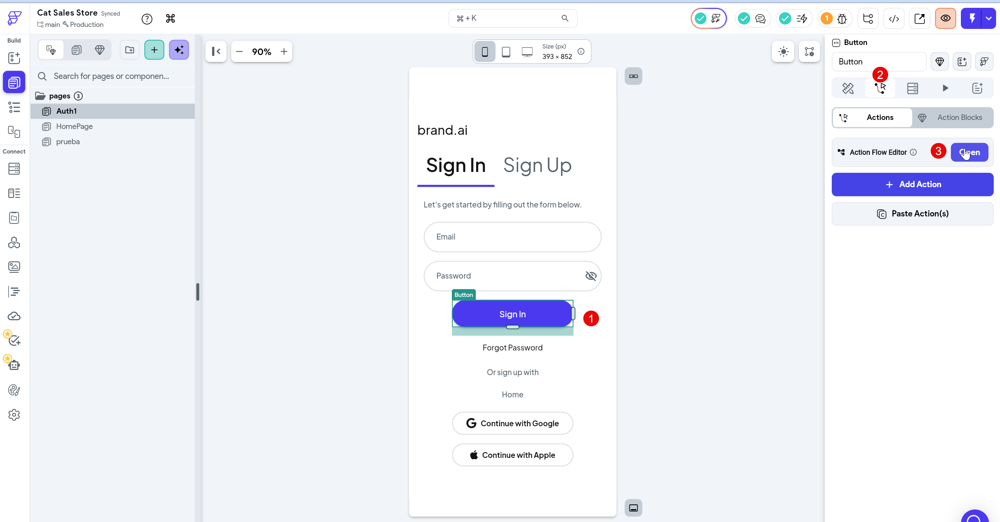 Cat Sales Store Synced
main Production
⌘ + K
1
Build
Connect
Search for pages or componen...
pages 3
Auth1
HomePage
prueba
90%
Size (px)
393 × 852
brand.ai
Sign In Sign Up
Let's get started by filling out the form below.
Email
Password
Button
Sign In
1
Forgot Password
Or sign up with
Home
G Continue with Google
Continue with Apple
BTN Button
Button
2
Actions Action Blocks
Action Flow Editor 3
+ Add Action
Paste Action(s)